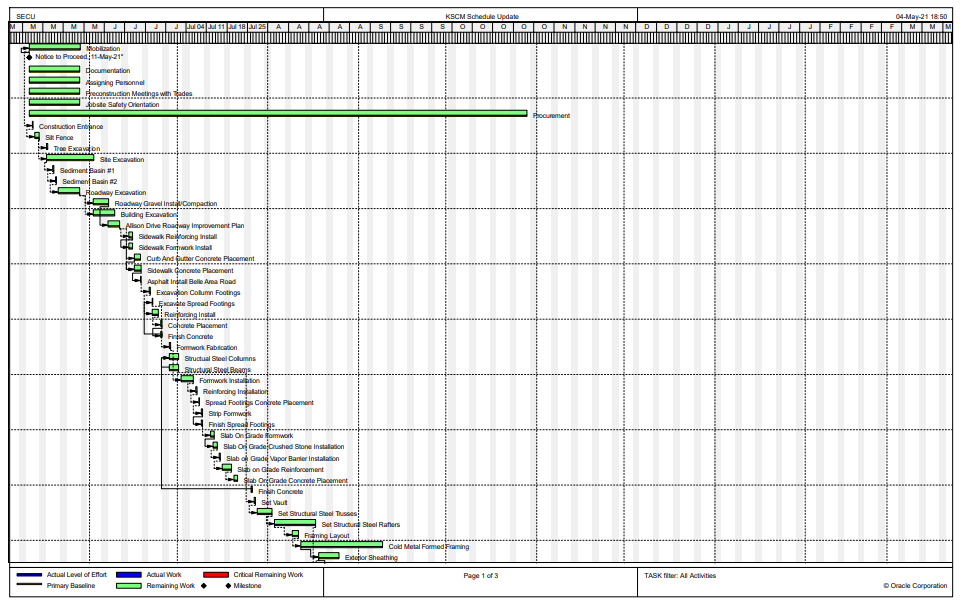 SECU KSCM Schedule Update 04-May-21 18:50
M M M M M J J J J Jul 04 Jul 11 Jul 18 Jul 25 A A A A A S S S S O O O O O N N N N D D D D J J J J J F F F F M M M M
Mobilization
Notice to Proceed "11-May-21"
Documentation
Assigning Personnel
Preconstruction Meetings with Trades
Jobsite Safety Orientation
Procurement
Construction Entrance
Silt Fence
Tree Excavation
Site Excavation
Sediment Basin #1
Sediment Basin #2
Roadway Excavation
Roadway Gravel Install/Compaction
Building Excavation
Allison Drive Roadway Improvement Plan
Sidewalk Reinforcing Install
Sidewalk Formwork Install
Curb And Gutter Concrete Placement
Sidewalk Concrete Placement
Asphalt Install Belle Area Road
Excavation Column Footings
Excavate Spread Footings
Reinforcing Install
Concrete Placement
Finish Concrete
Formwork Fabrication
Structual Steel Columns
Structural Steel Beams
Formwork Installation
Reinforcing Installation
Spread Footings Concrete Placement
Strip Formwork
Finish Spread Footings
Slab On Grade Formwork
Slab On Grade Crushed Stone Installation
Slab on Grade Vapor Barrier Installation
Slab on Grade Reinforcement
Slab On Grade Concrete Placement
Finish Concrete
Set Vault
Set Structural Steel Trusses
Set Structural Steel Rafters
Framing Layout
Cold Metal Formed Framing
Exterior Sheathing
Actual Level of Effort Actual Work Critical Remaining Work Page 1 of 3 TASK filter: All Activities
Primary Baseline Remaining Work Milestone © Oracle Corporation